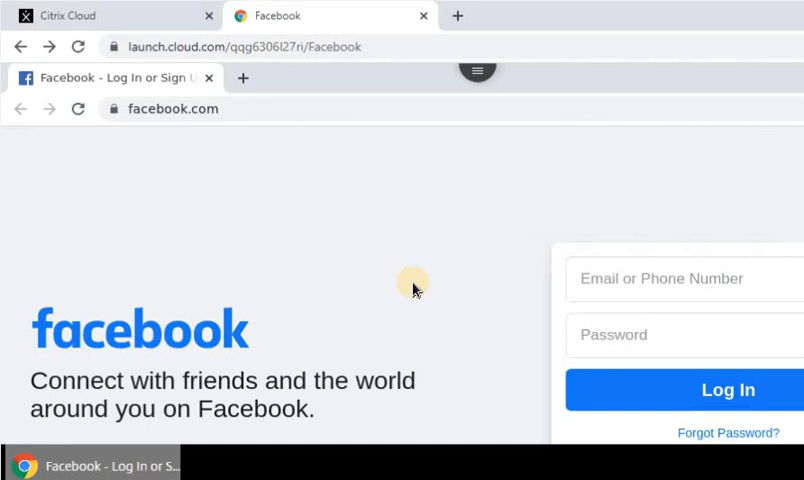 Citrix Cloud
Facebook
launch.cloud.com/qqg6306l27ri/Facebook
Facebook - Log In or Sign U
facebook.com
Email or Phone Number
facebook
Password
Connect with friends and the world
around you on Facebook.
Log In
Forgot Password?
Facebook - Log In or S...